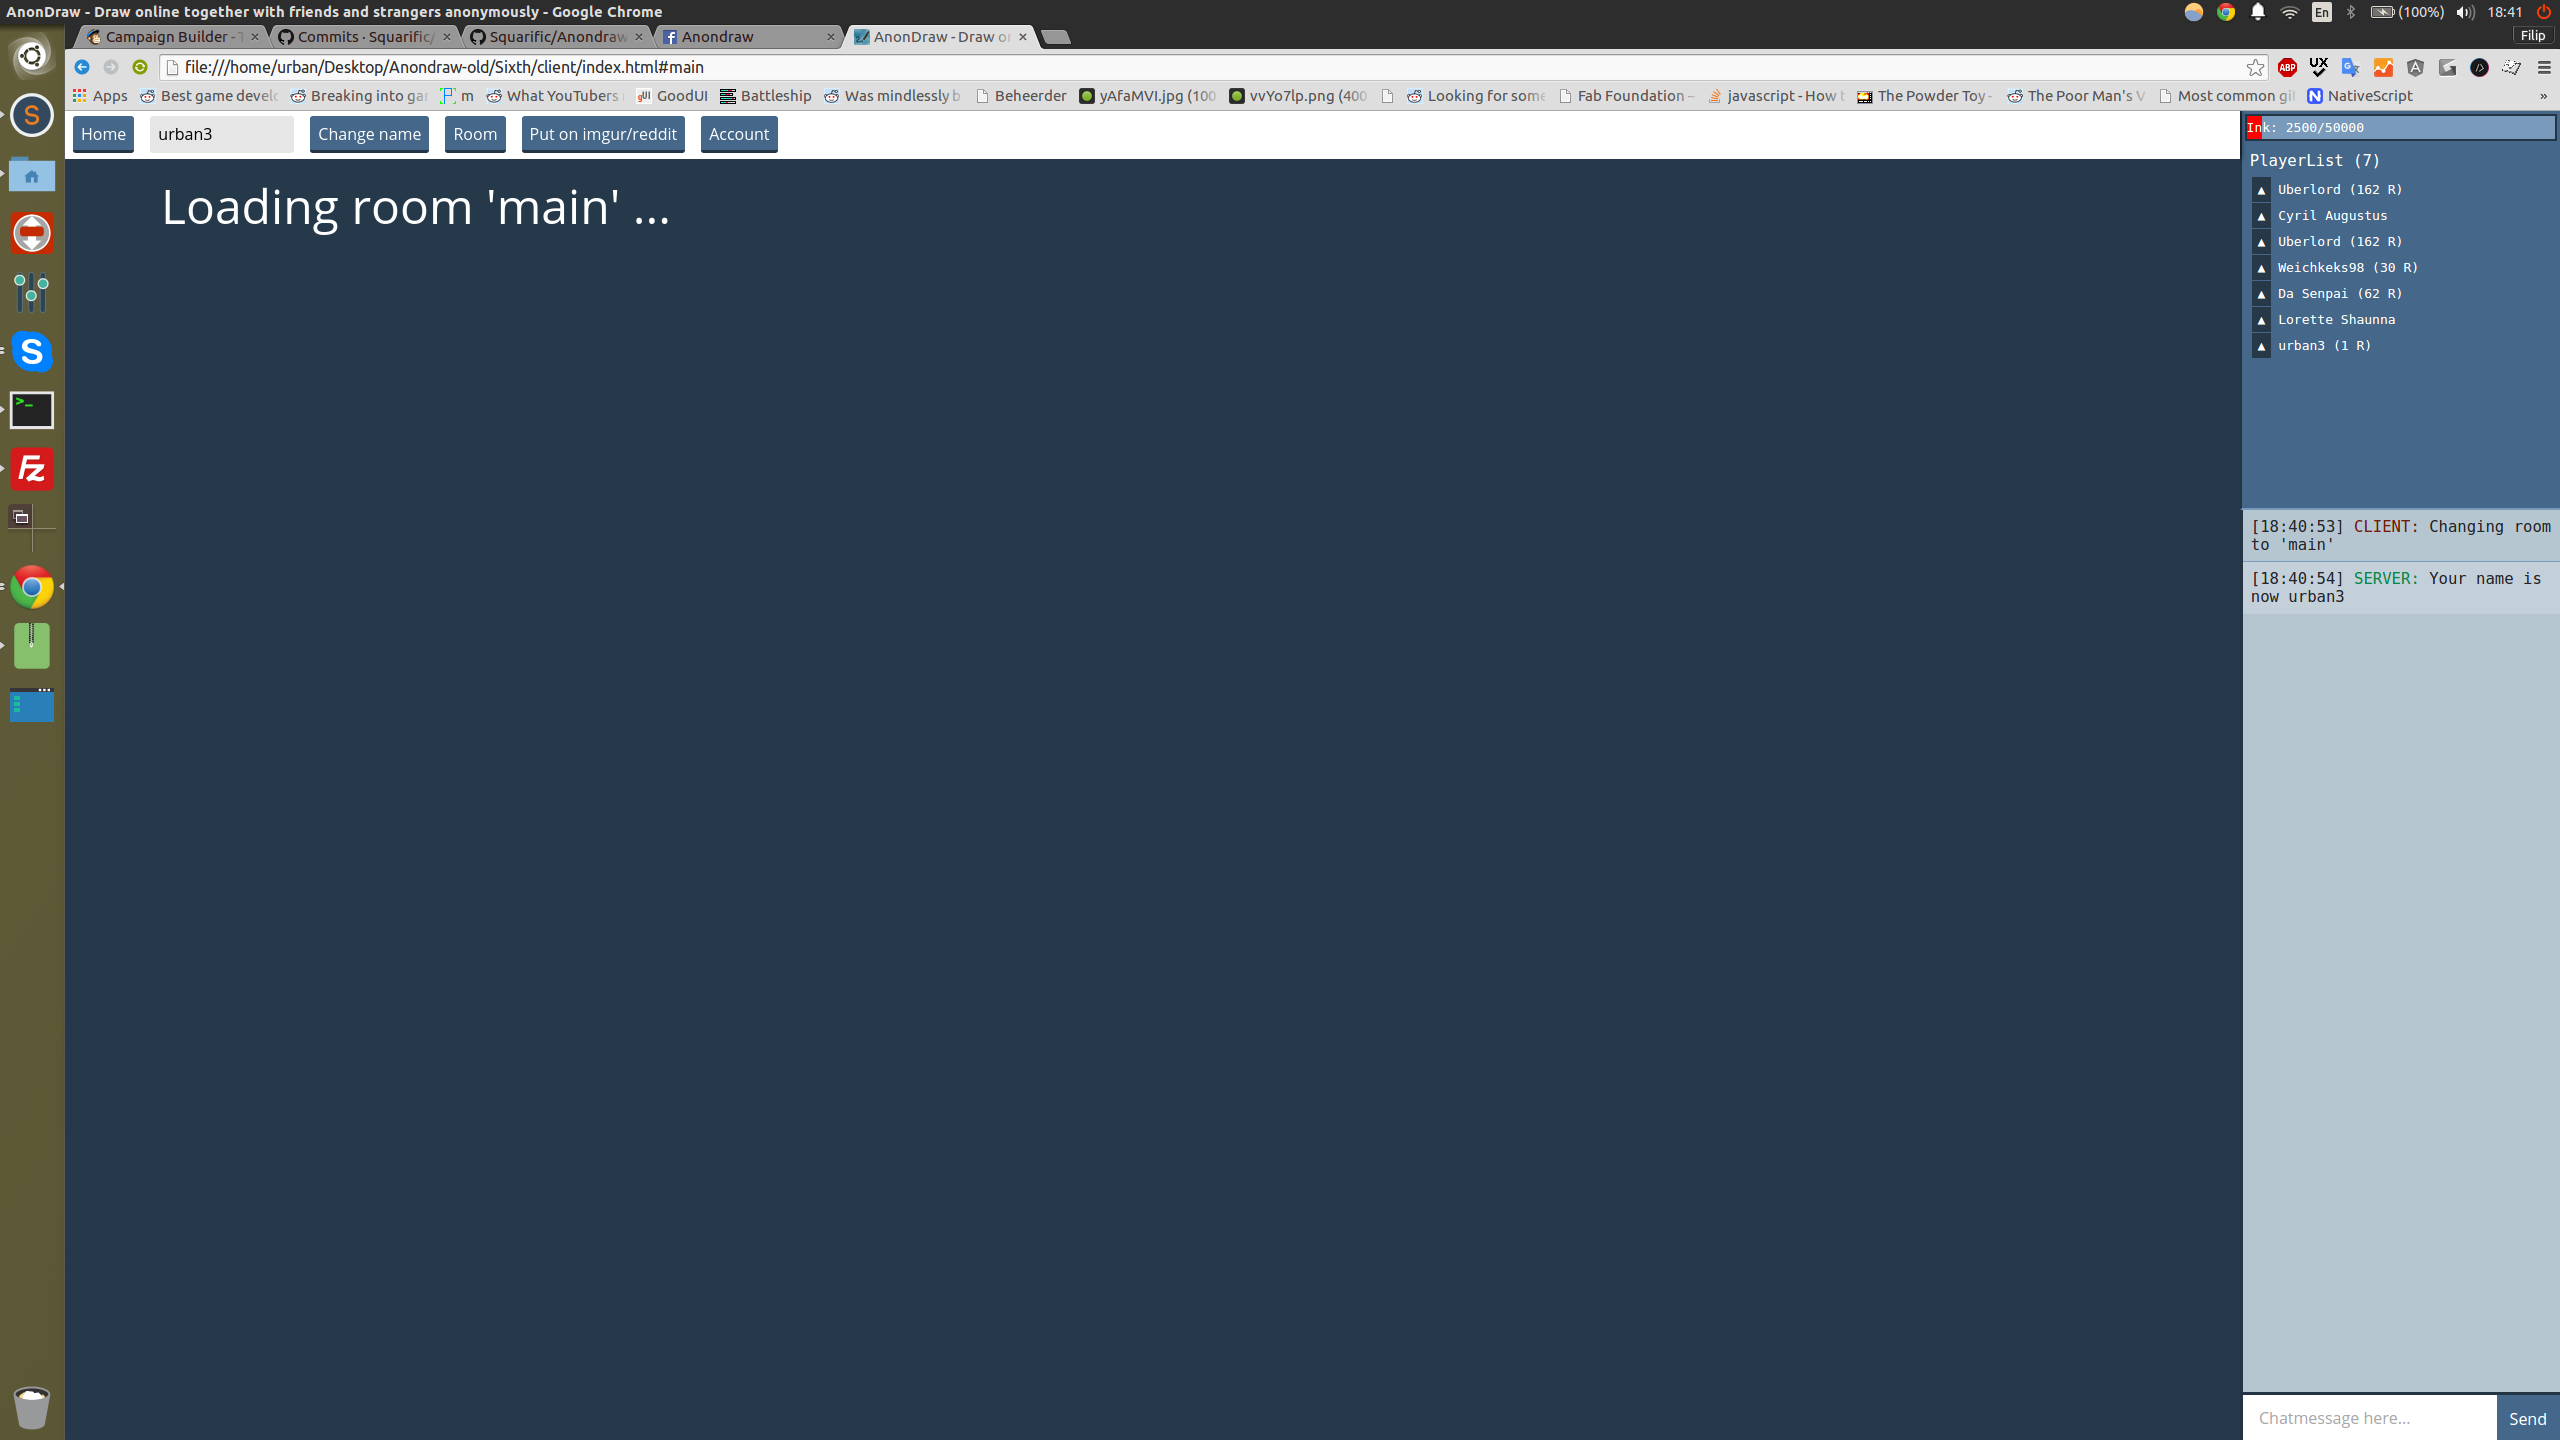 AnonDraw - Draw online together with friends and strangers anonymously - Google Chrome
En (100%) 18:41
Campaign Builder - Commits · Squarific/ Squarific/Anondraw Anondraw AnonDraw - Draw Filip
file:///home/urban/Desktop/Anondraw-old/Sixth/client/index.html#main ABP UX
Apps Best game Breaking into m What YouTubers gUI GoodUI Battleship Was mindlessly Beheerder yAfaMVI.jpg (100 vvYo7lp.png (400 Looking for Fab Foundation – javascript - How The Powder Toy - The Poor Man's Most common NativeScript »
Home urban3 Change name Room Put on imgur/reddit Account
Ink: 2500/50000
Loading room 'main' ...
PlayerList (7)
▲ Uberlord (162 R)
▲ Cyril Augustus
▲ Uberlord (162 R)
▲ Weichkeks98 (30 R)
▲ Da Senpai (62 R)
▲ Lorette Shaunna
▲ urban3 (1 R)
[18:40:53] CLIENT: Changing room
to 'main'
[18:40:54] SERVER: Your name is
now urban3
Chatmessage here... Send